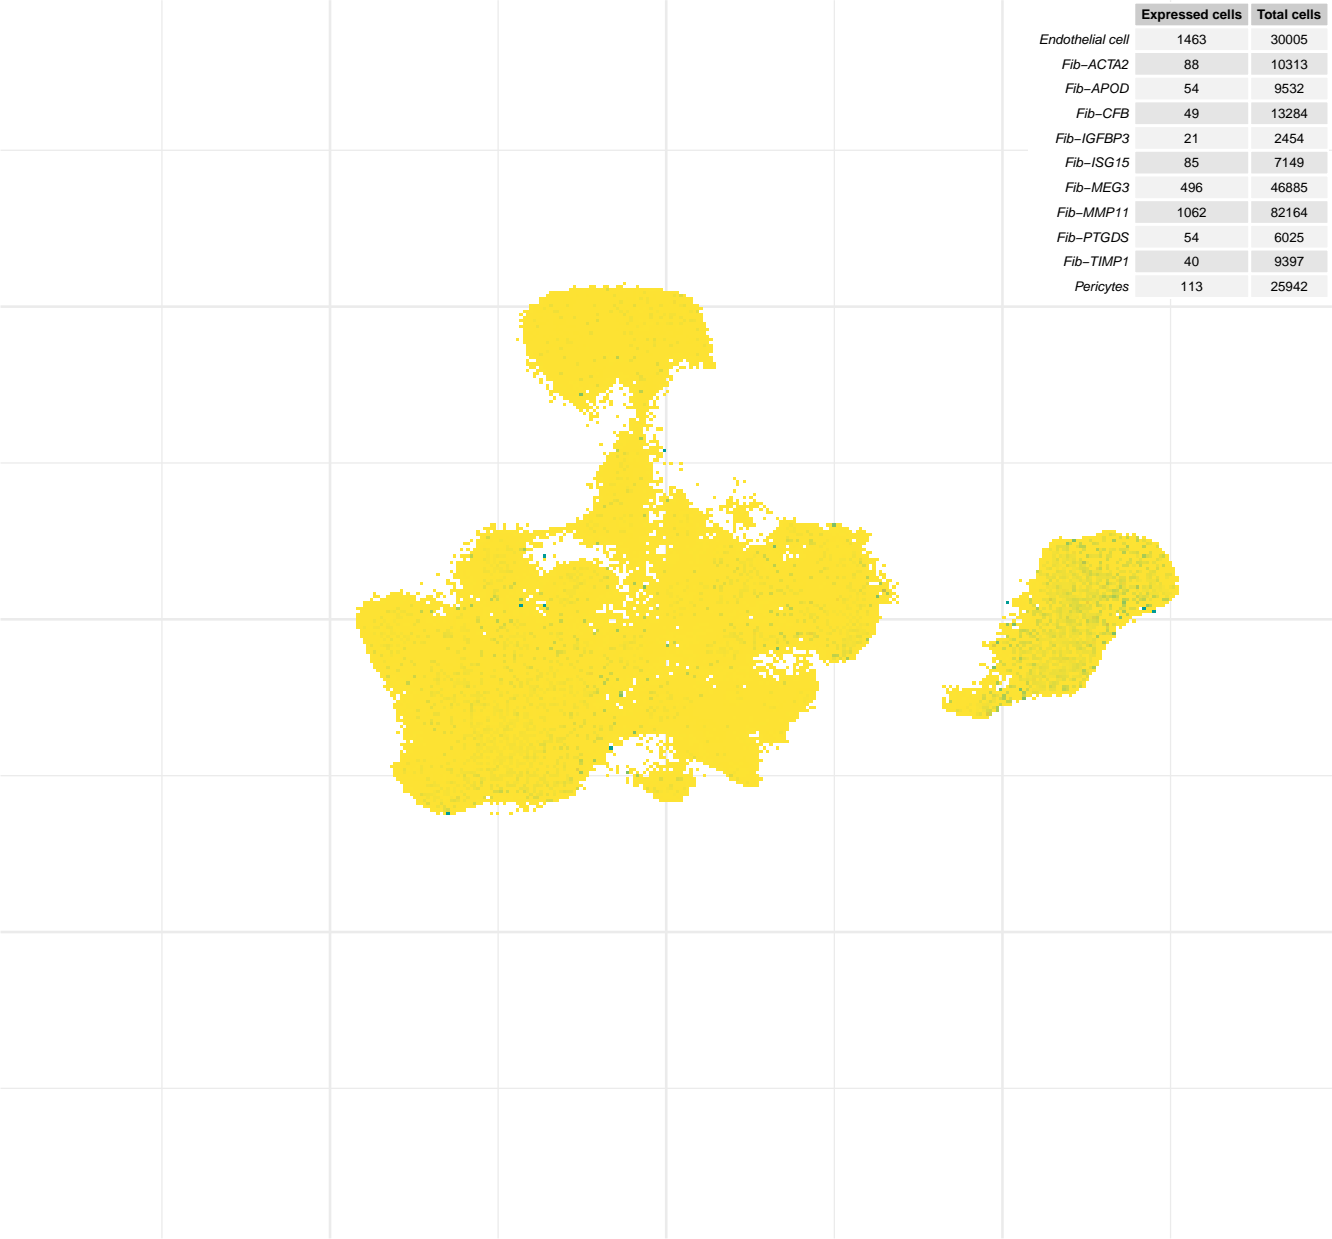 Expressed cells Total cells
Endothelial cell 1463 30005
Fib−ACTA2 88 10313
Fib−APOD 54 9532
Fib−CFB 49 13284
Fib−IGFBP3 21 2454
Fib−ISG15 85 7149
Fib−MEG3 496 46885
Fib−MMP11 1062 82164
Fib−PTGDS 54 6025
Fib−TIMP1 40 9397
Pericytes 113 25942